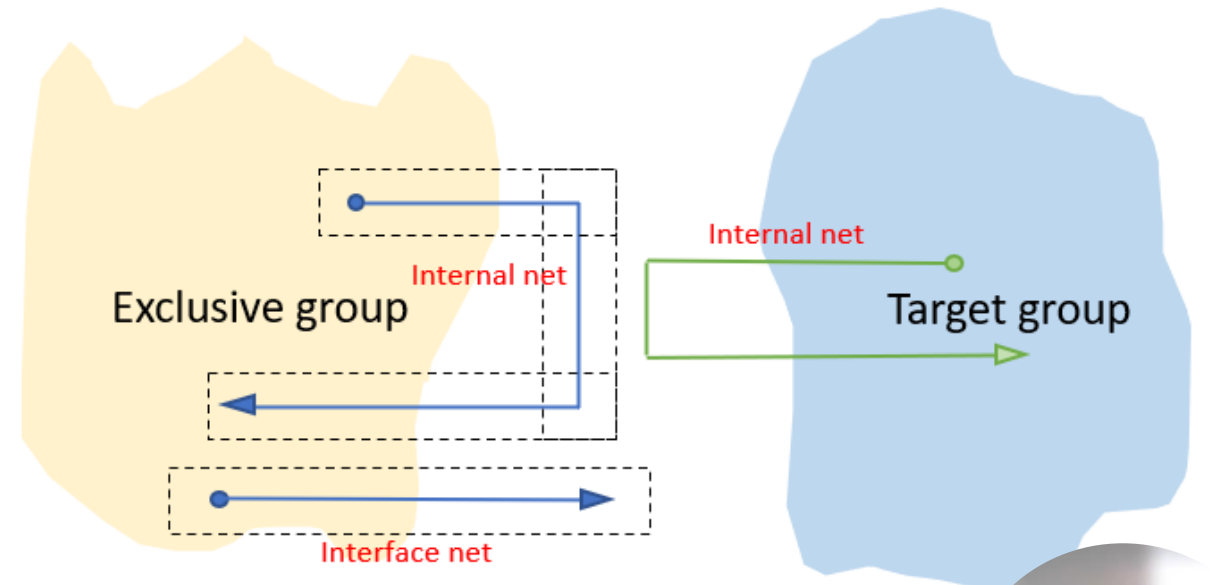 Internal net
Internal net
Exclusive group
Target group
Interface net